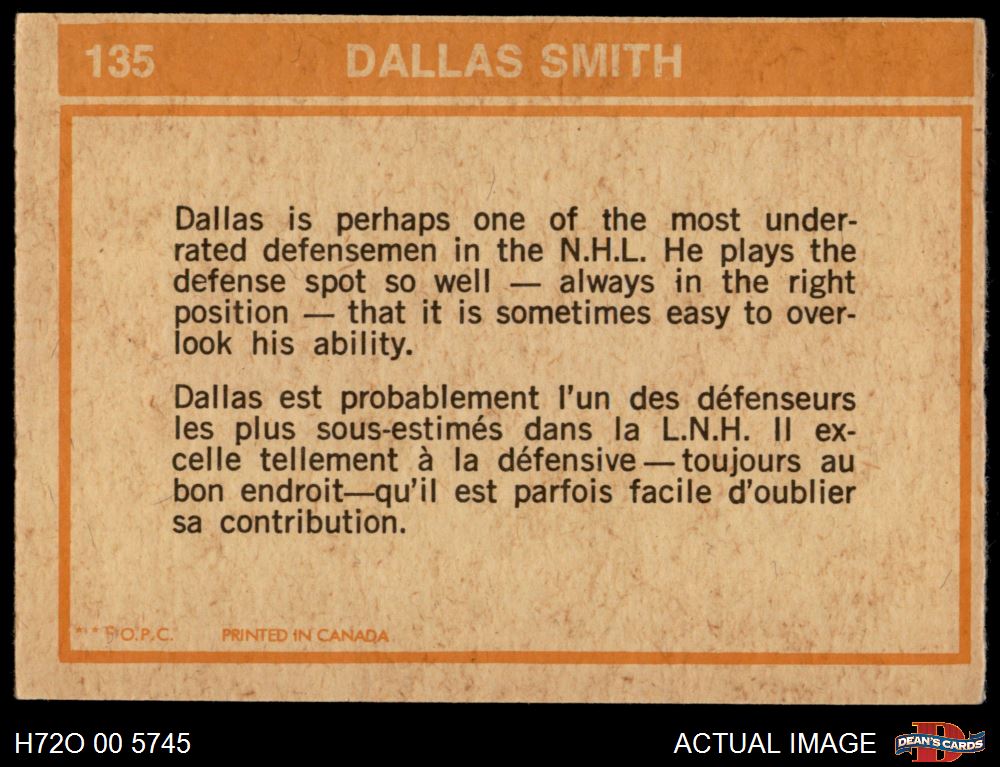 135 DALLAS SMITH
Dallas is perhaps one of the most under-
rated defensemen in the N.H.L. He plays the
defense spot so well — always in the right
position — that it is sometimes easy to over-
look his ability.
Dallas est probablement l'un des défenseurs
les plus sous-estimés dans la L.N.H. Il ex-
celle tellement à la défensive — toujours au
bon endroit—qu'il est parfois facile d'oublier
sa contribution.
O.P.C. PRINTED IN CANADA
H72O 00 5745 ACTUAL IMAGE DEAN'S CARDS